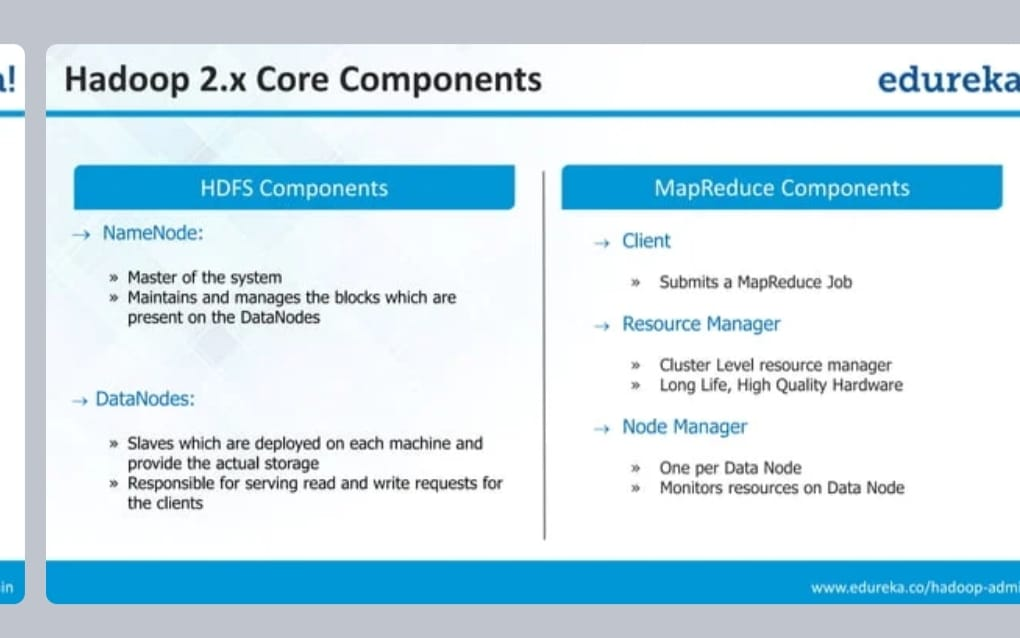 a!
Hadoop 2.x Core Components
edureka
HDFS Components
→ NameNode:
» Master of the system
» Maintains and manages the blocks which are
present on the DataNodes
→ DataNodes:
» Slaves which are deployed on each machine and
provide the actual storage
» Responsible for serving read and write requests for
the clients
MapReduce Components
→ Client
» Submits a MapReduce Job
→ Resource Manager
» Cluster Level resource manager
» Long Life, High Quality Hardware
→ Node Manager
» One per Data Node
» Monitors resources on Data Node
in
www.edureka.co/hadoop-admi